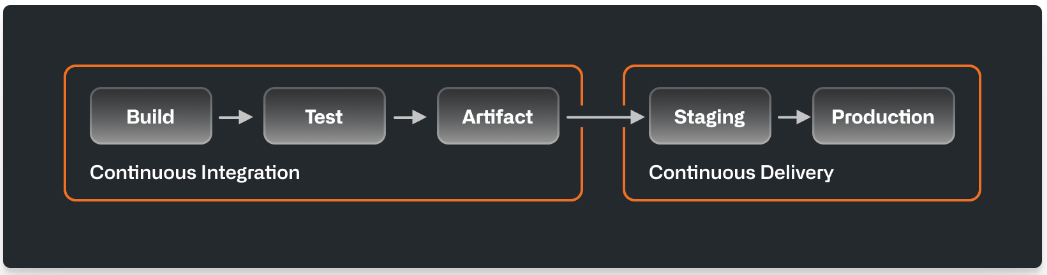 Build
Test
Artifact
Staging
Production
Continuous Integration
Continuous Delivery